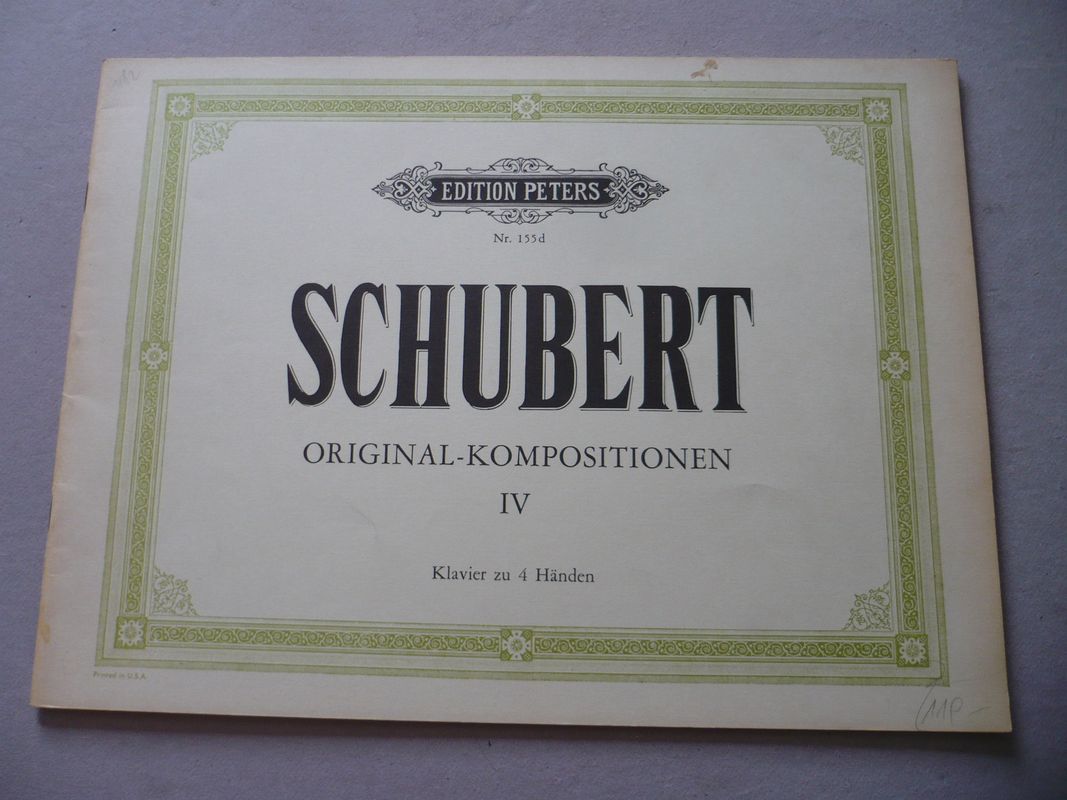 EDITION PETERS
Nr. 155d
SCHUBERT
ORIGINAL-KOMPOSITIONEN
IV
Klavier zu 4 Händen
Printed in U.S.A.